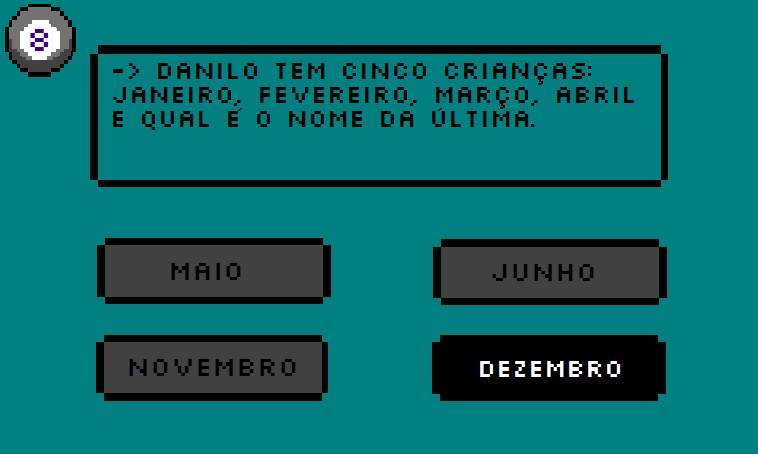 8
-> DANILO TEM CINCO CRIANÇAS:
JANEIRO, FEVEREIRO, MARÇO, ABRIL
E QUAL É O NOME DA ÚLTIMA.
MAIO
JUNHO
NOVEMBRO
DEZEMBRO